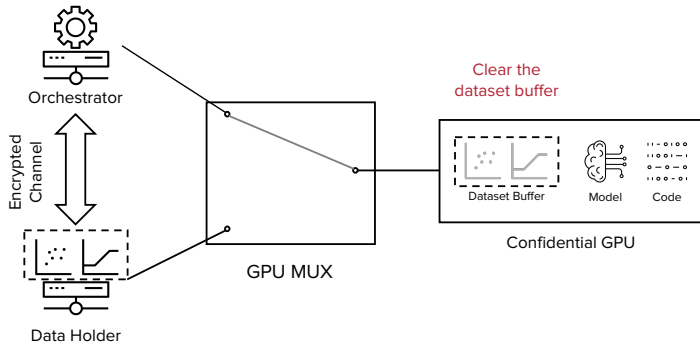 Orchestrator
Encrypted
Channel
Data Holder
GPU MUX
Clear the
dataset buffer
Dataset Buffer
Model
Code
Confidential GPU